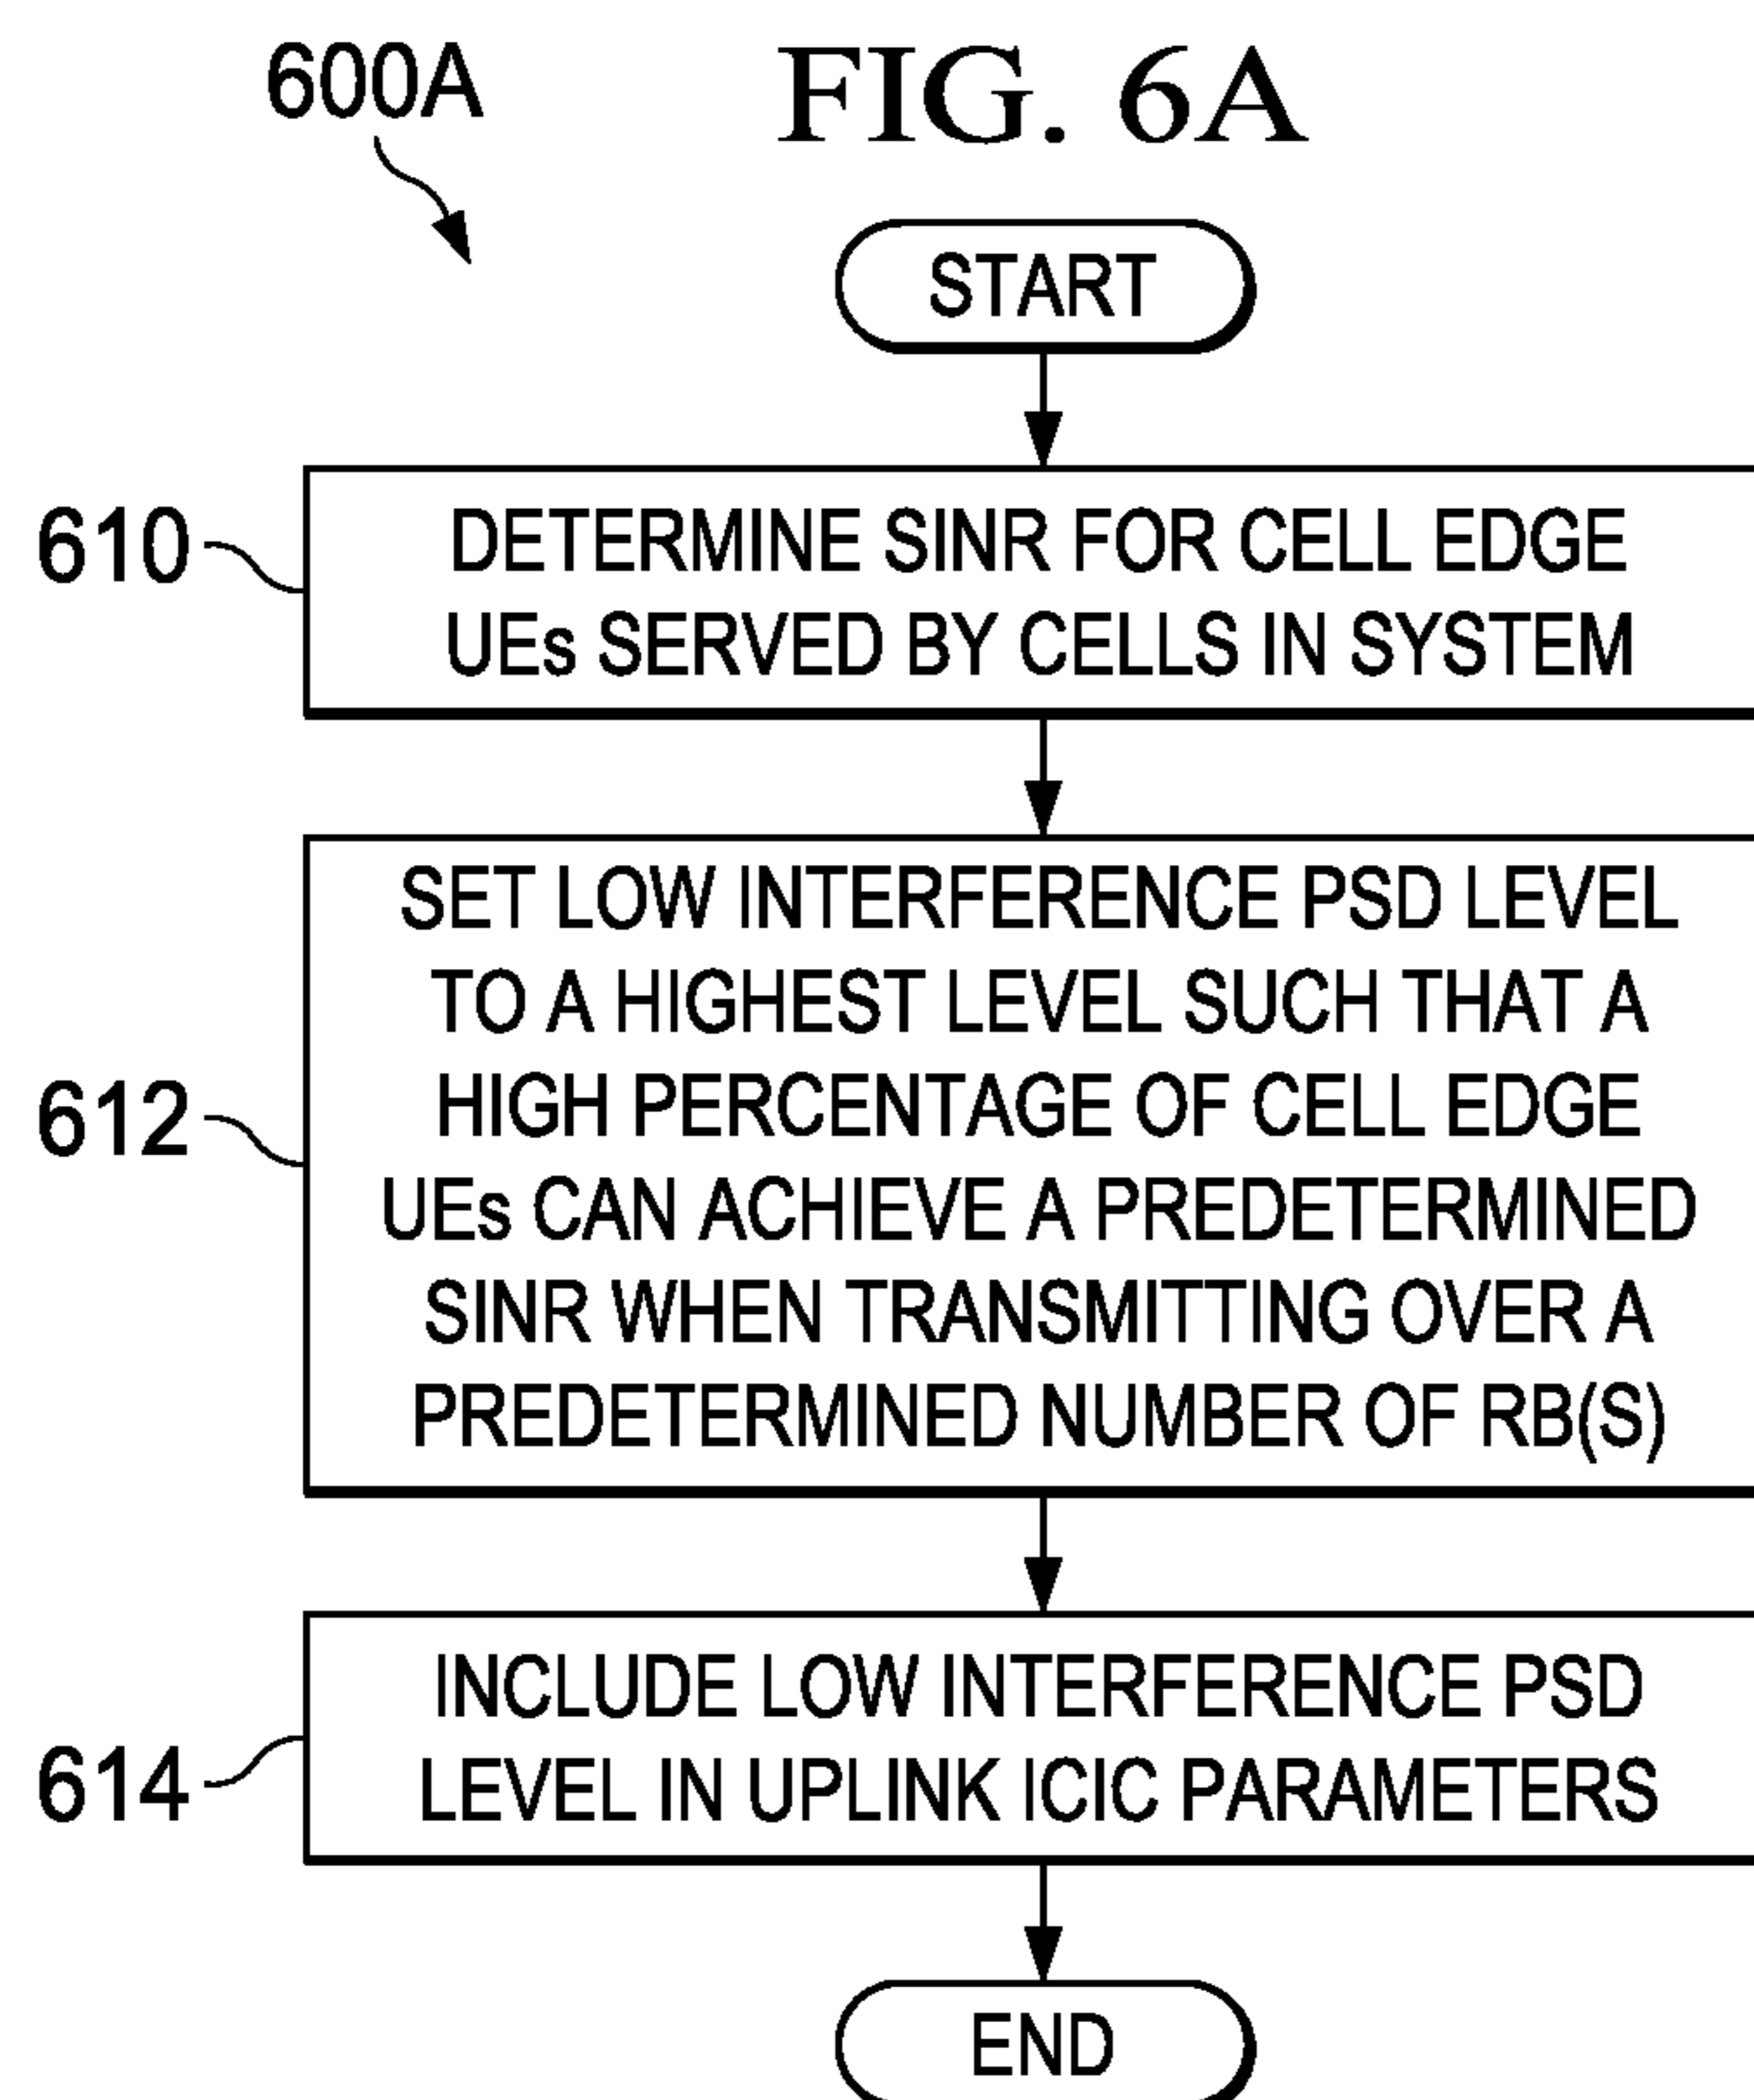 600A
FIG. 6A
START
610
DETERMINE SINR FOR CELL EDGE
UEs SERVED BY CELLS IN SYSTEM
612
SET LOW INTERFERENCE PSD LEVEL
TO A HIGHEST LEVEL SUCH THAT A
HIGH PERCENTAGE OF CELL EDGE
UEs CAN ACHIEVE A PREDETERMINED
SINR WHEN TRANSMITTING OVER A
PREDETERMINED NUMBER OF RB(S)
614
INCLUDE LOW INTERFERENCE PSD
LEVEL IN UPLINK ICIC PARAMETERS
END